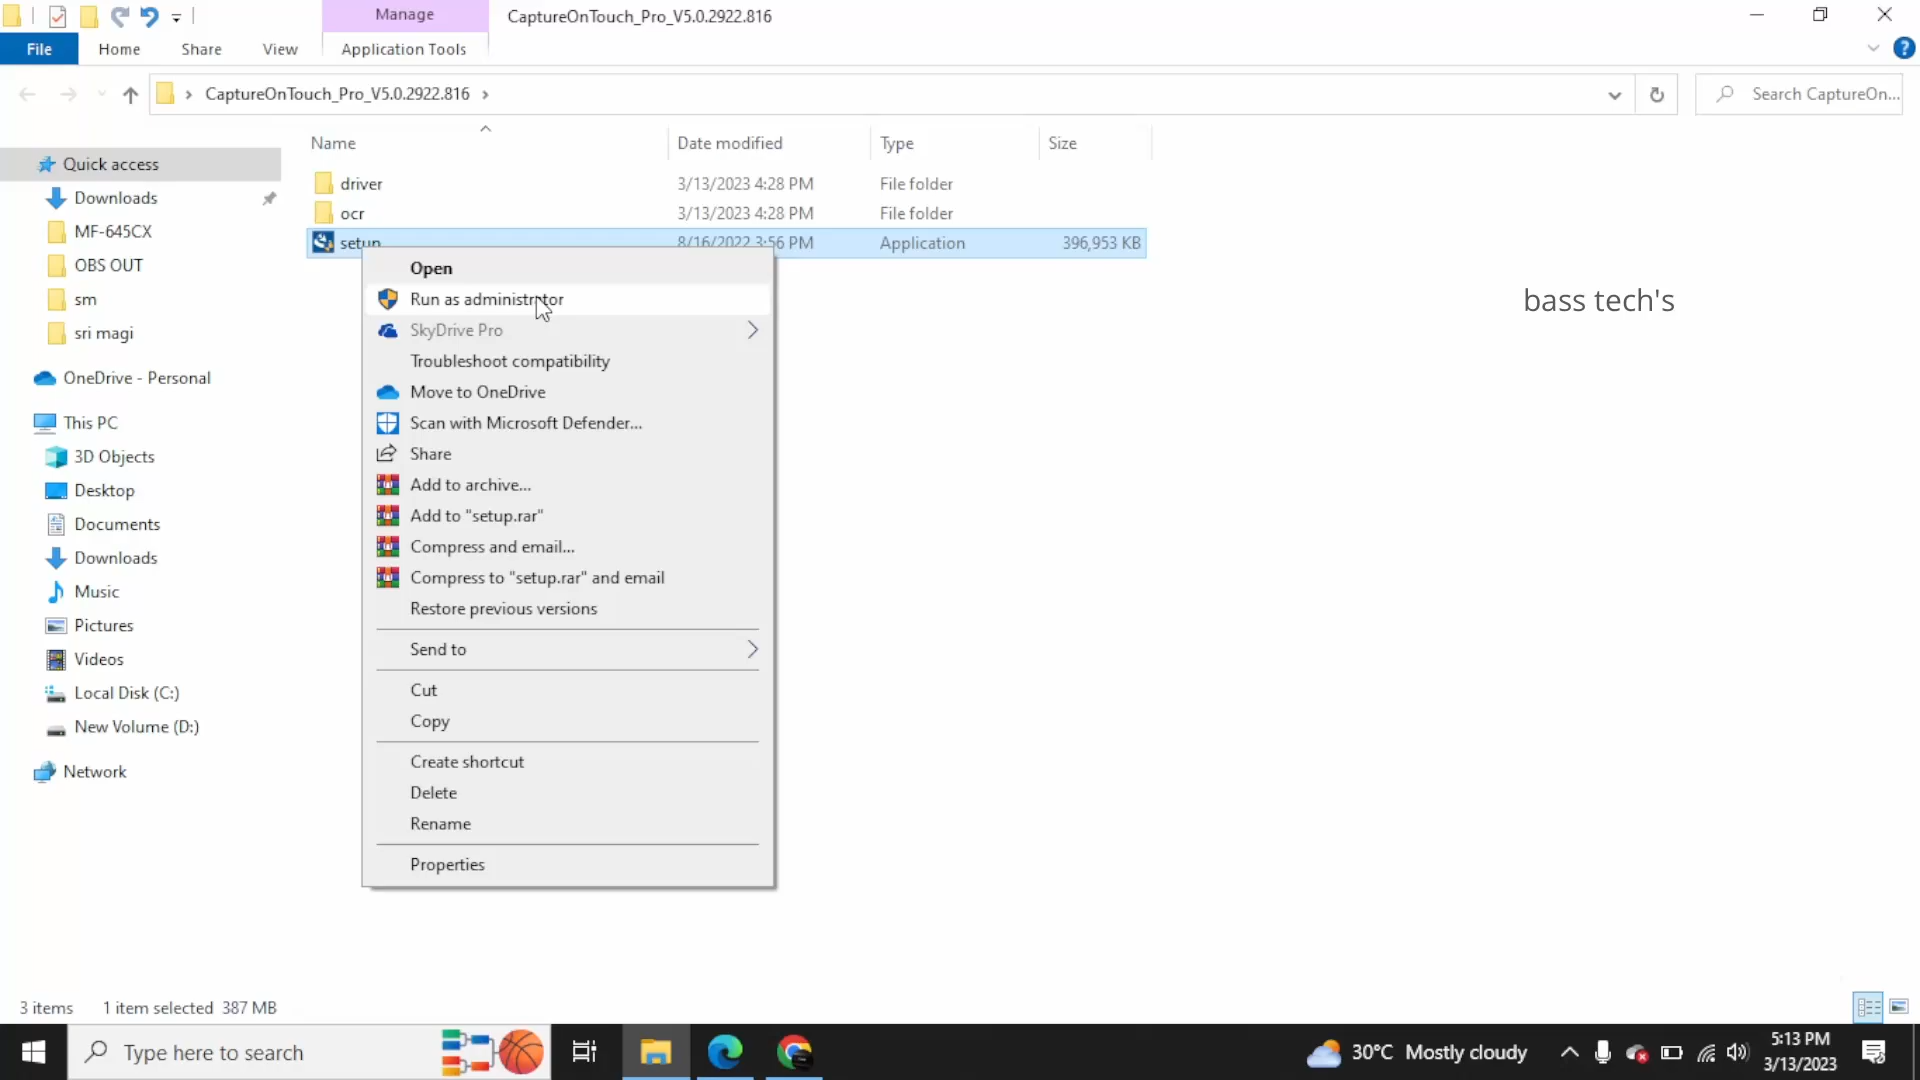 Manage
CaptureOnTouch_Pro_V5.0.2922.816
File
Home
Share
View
Application Tools
CaptureOnTouch_Pro_V5.0.2922.816
Search CaptureOn...
Name
Date modified
Type
Size
Quick access
Downloads
MF-645CX
OBS OUT
sm
sri magi
OneDrive - Personal
This PC
3D Objects
Desktop
Documents
Downloads
Music
Pictures
Videos
Local Disk (C:)
New Volume (D:)
Network
driver 3/13/2023 4:28 PM File folder
ocr 3/13/2023 4:28 PM File folder
setup 8/16/2022 3:56 PM Application 396,953 KB
Open
Run as administrator
SkyDrive Pro
Troubleshoot compatibility
Move to OneDrive
Scan with Microsoft Defender...
Share
Add to archive...
Add to "setup.rar"
Compress and email...
Compress to "setup.rar" and email
Restore previous versions
Send to
Cut
Copy
Create shortcut
Delete
Rename
Properties
bass tech's
3 items 1 item selected 387 MB
Type here to search
30°C Mostly cloudy
5:13 PM
3/13/2023